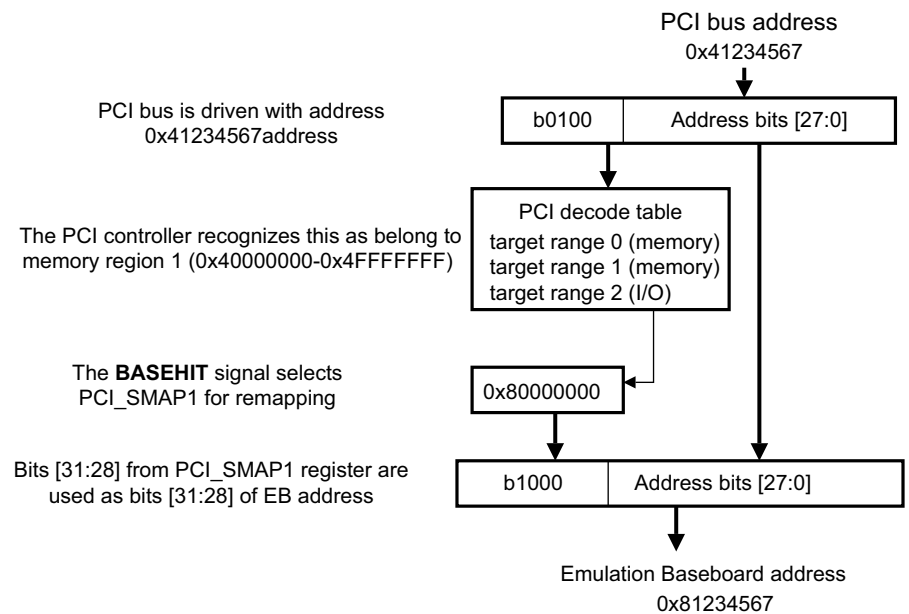 PCI bus address
0x41234567
PCI bus is driven with address
0x41234567address
b0100
Address bits [27:0]
PCI decode table
target range 0 (memory)
target range 1 (memory)
target range 2 (I/O)
The PCI controller recognizes this as belong to
memory region 1 (0x40000000-0x4FFFFFFF)
The BASEHIT signal selects
PCI_SMAP1 for remapping
0x80000000
Bits [31:28] from PCI_SMAP1 register are
used as bits [31:28] of EB address
b1000
Address bits [27:0]
Emulation Baseboard address
0x81234567